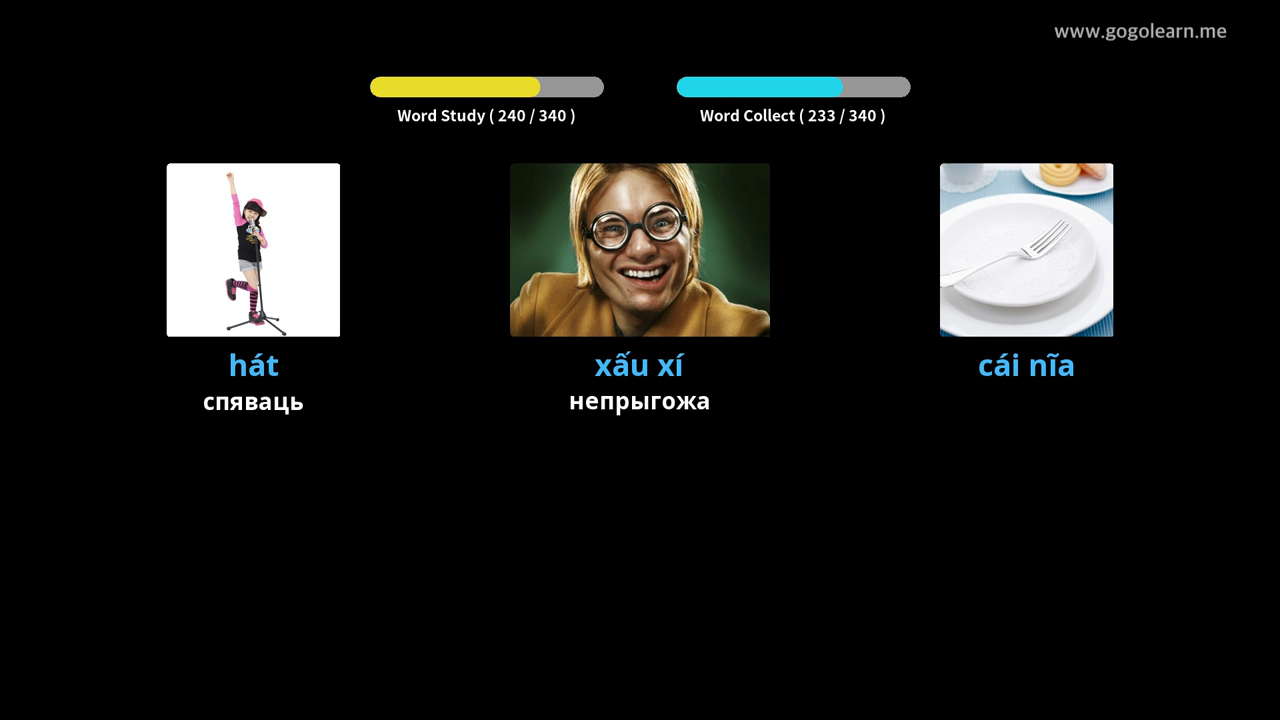 www.gogolearn.me
Word Study ( 240 / 340 )
Word Collect ( 233 / 340 )
hát
xấu xí
cái nĩa
спяваць
непрыгожа